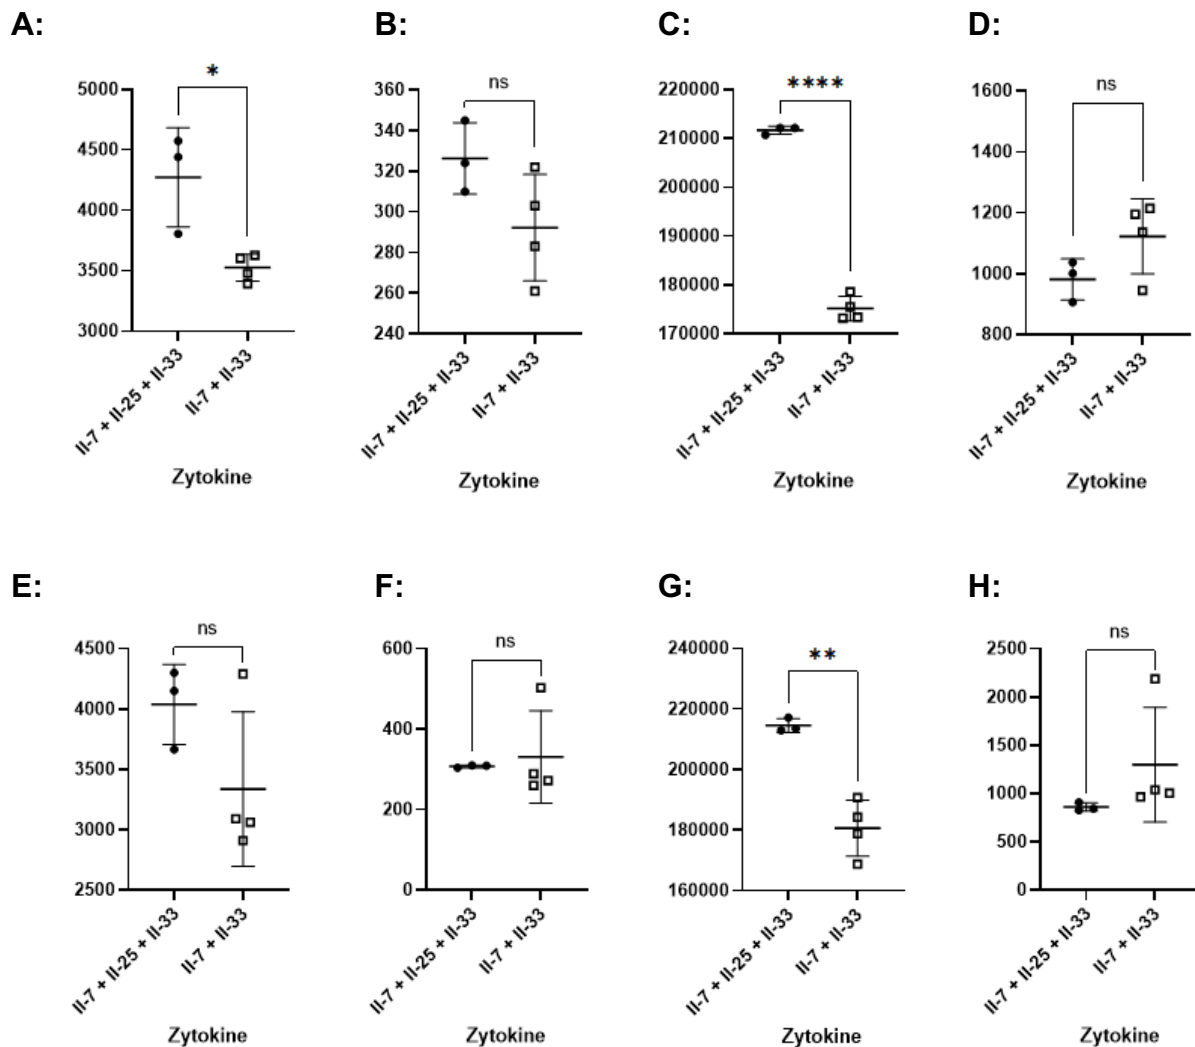 A:
B:
C:
D:
*
ns
****
ns
5000
4500
4000
3500
3000
360
340
320
300
280
260
240
220000
210000
200000
190000
180000
170000
1600
1400
1200
1000
800
Il-7 + Il-25 + Il-33
Il-7 + Il-33
Il-7 + Il-25 + Il-33
Il-7 + Il-33
Il-7 + Il-25 + Il-33
Il-7 + Il-33
Il-7 + Il-25 + Il-33
Il-7 + Il-33
Zytokine
Zytokine
Zytokine
Zytokine
E:
F:
G:
H:
ns
ns
**
ns
4500
4000
3500
3000
2500
600
400
200
0
240000
220000
200000
180000
160000
2500
2000
1500
1000
500
0
Il-7 + Il-25 + Il-33
Il-7 + Il-33
Il-7 + Il-25 + Il-33
Il-7 + Il-33
Il-7 + Il-25 + Il-33
Il-7 + Il-33
Il-7 + Il-25 + Il-33
Il-7 + Il-33
Zytokine
Zytokine
Zytokine
Zytokine